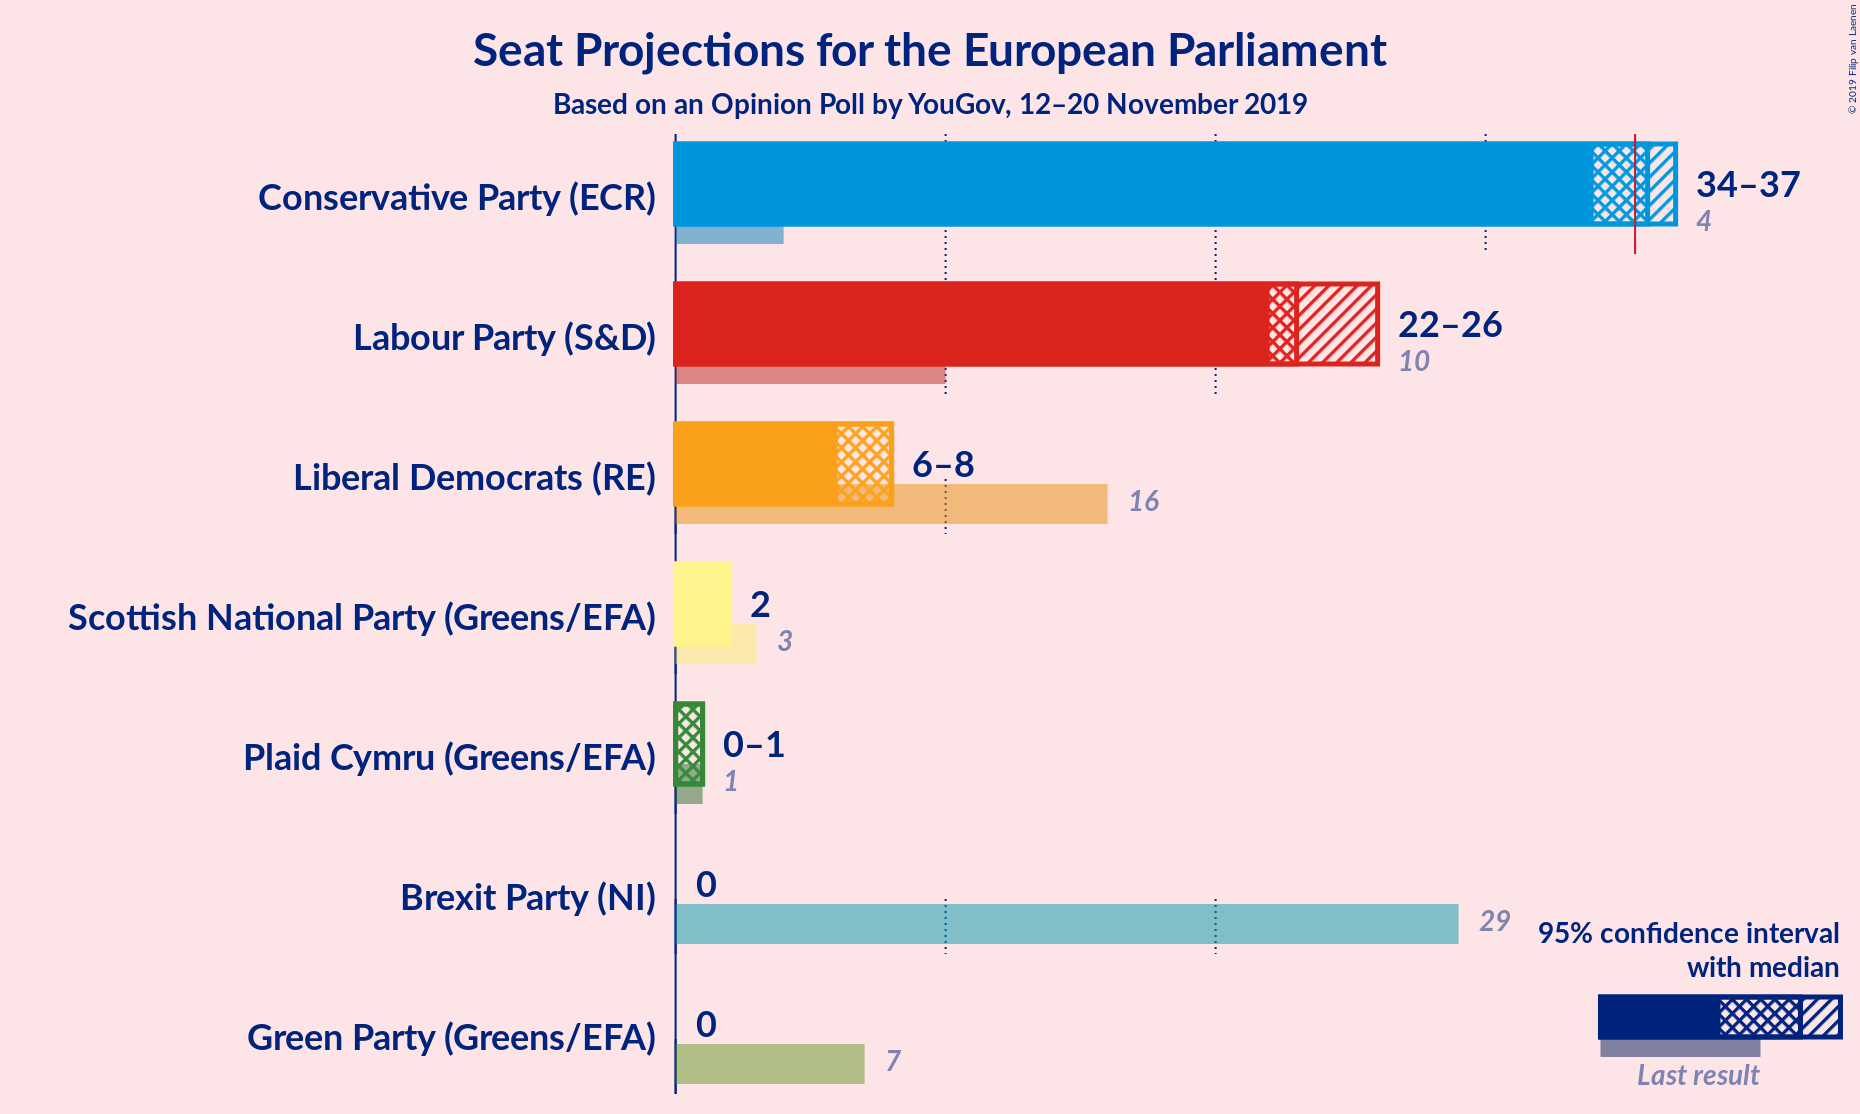 Seat Projections for the European Parliament
Based on an Opinion Poll by YouGov, 12–20 November 2019
© 2019 Filip van Laenen
Conservative Party (ECR)
34–37
4
Labour Party (S&D)
22–26
10
Liberal Democrats (RE)
6–8
16
Scottish National Party (Greens/EFA)
2
3
Plaid Cymru (Greens/EFA)
0–1
1
Brexit Party (NI)
0
29
Green Party (Greens/EFA)
0
7
95% confidence interval
with median
Last result